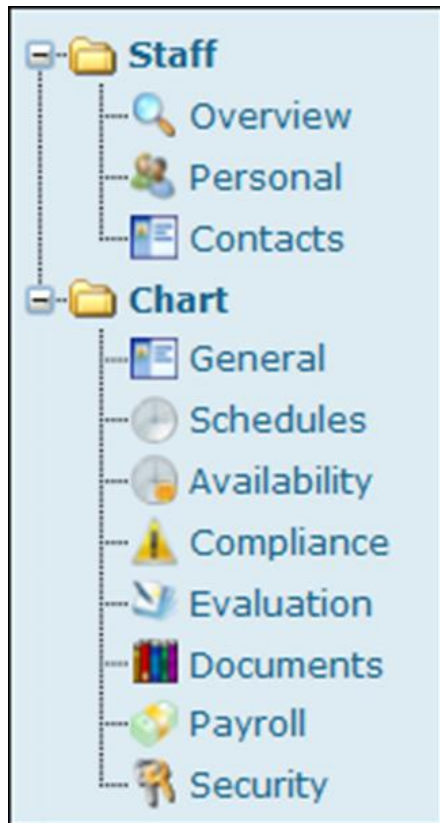 Staff
Overview
Personal
Contacts
Chart
General
Schedules
Availability
Compliance
Evaluation
Documents
Payroll
Security